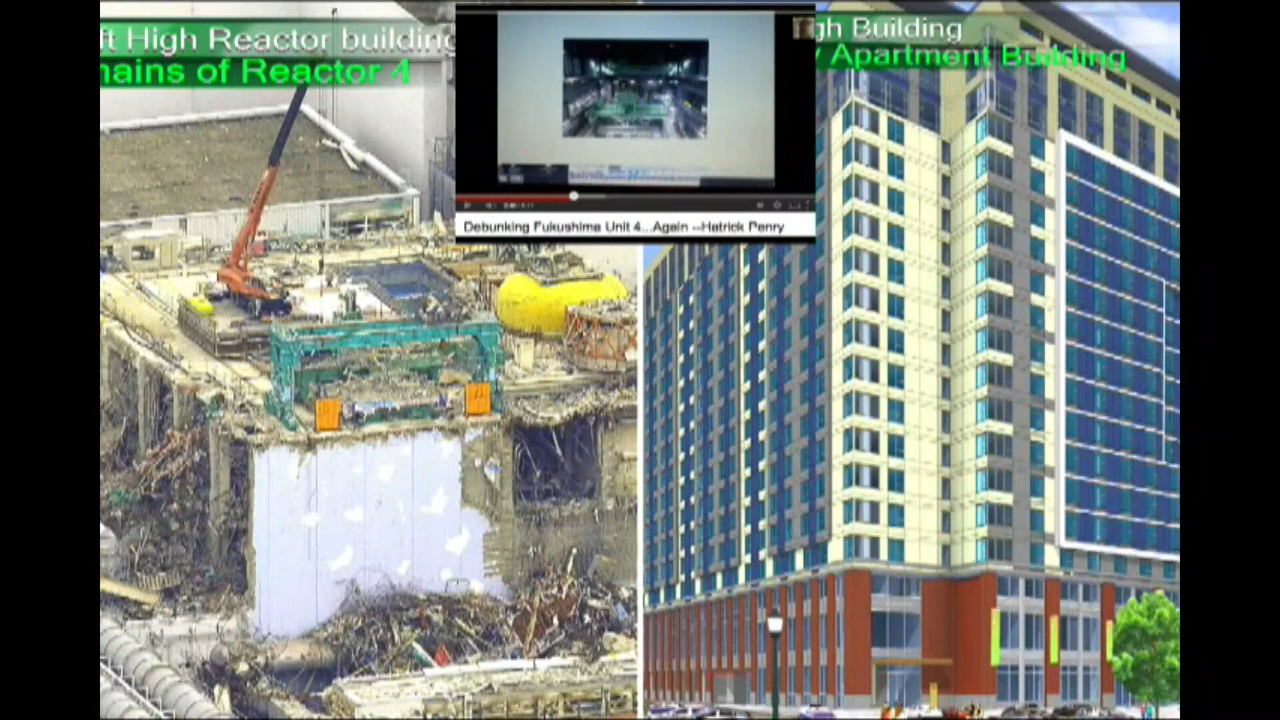 ft High Reactor building
mains of Reactor 4
gh Building
y Apartment Building
Debunking Fukushima Unit 4...Again --Hatrick Penry